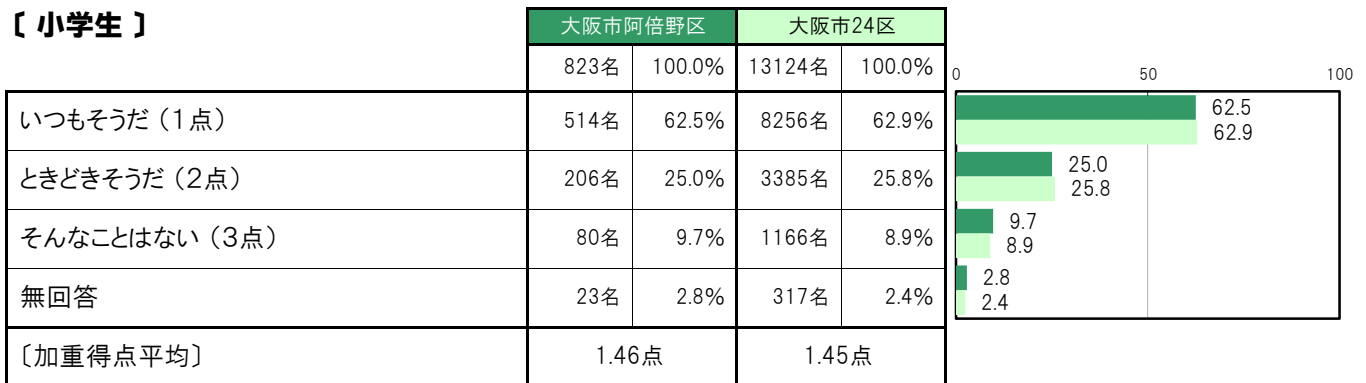 〔 小学生 〕
大阪市阿倍野区 大阪市24区
823名 100.0% 13124名 100.0%
0 50 100
いつもそうだ（1点） 514名 62.5% 8256名 62.9%
62.5
62.9
ときどきそうだ（2点） 206名 25.0% 3385名 25.8%
25.0
25.8
そんなことはない（3点） 80名 9.7% 1166名 8.9%
9.7
8.9
無回答 23名 2.8% 317名 2.4%
2.8
2.4
〔加重得点平均〕 1.46点 1.45点